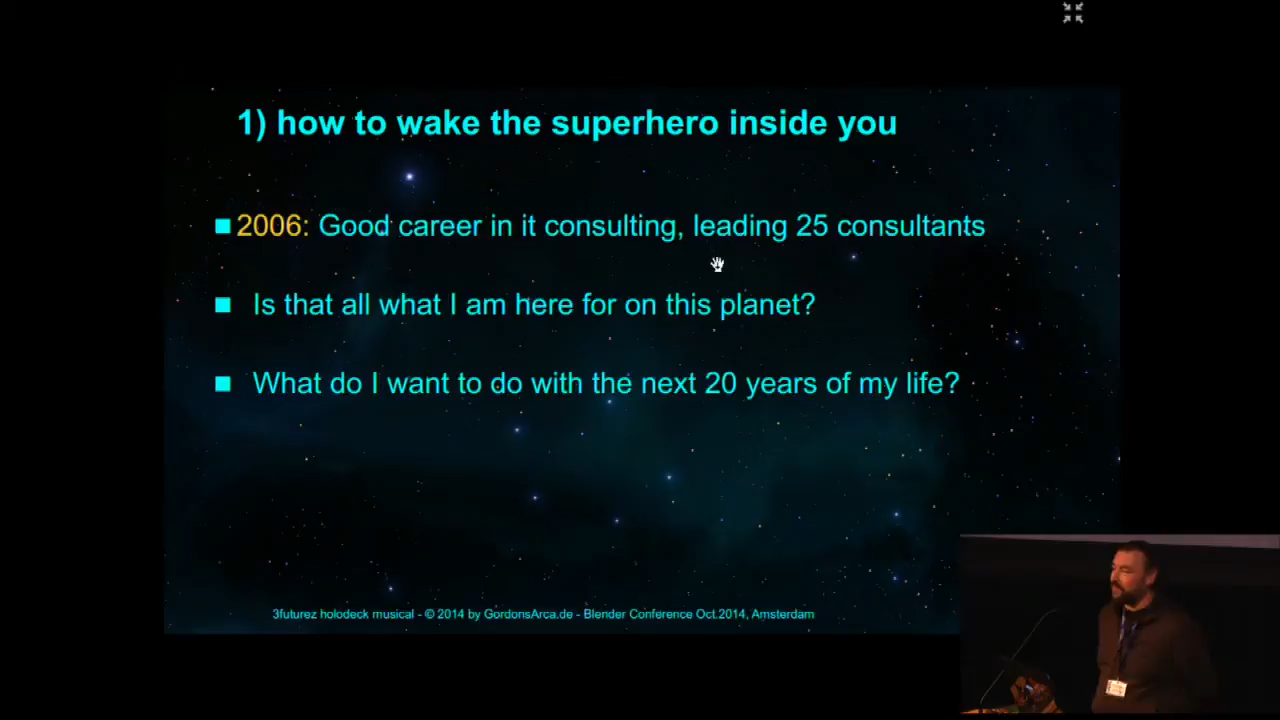 1) how to wake the superhero inside you
2006: Good career in it consulting, leading 25 consultants
Is that all what I am here for on this planet?
What do I want to do with the next 20 years of my life?
3futurez holodeck musical - © 2014 by GordonsArca.de - Blender Conference Oct.2014, Amsterdam